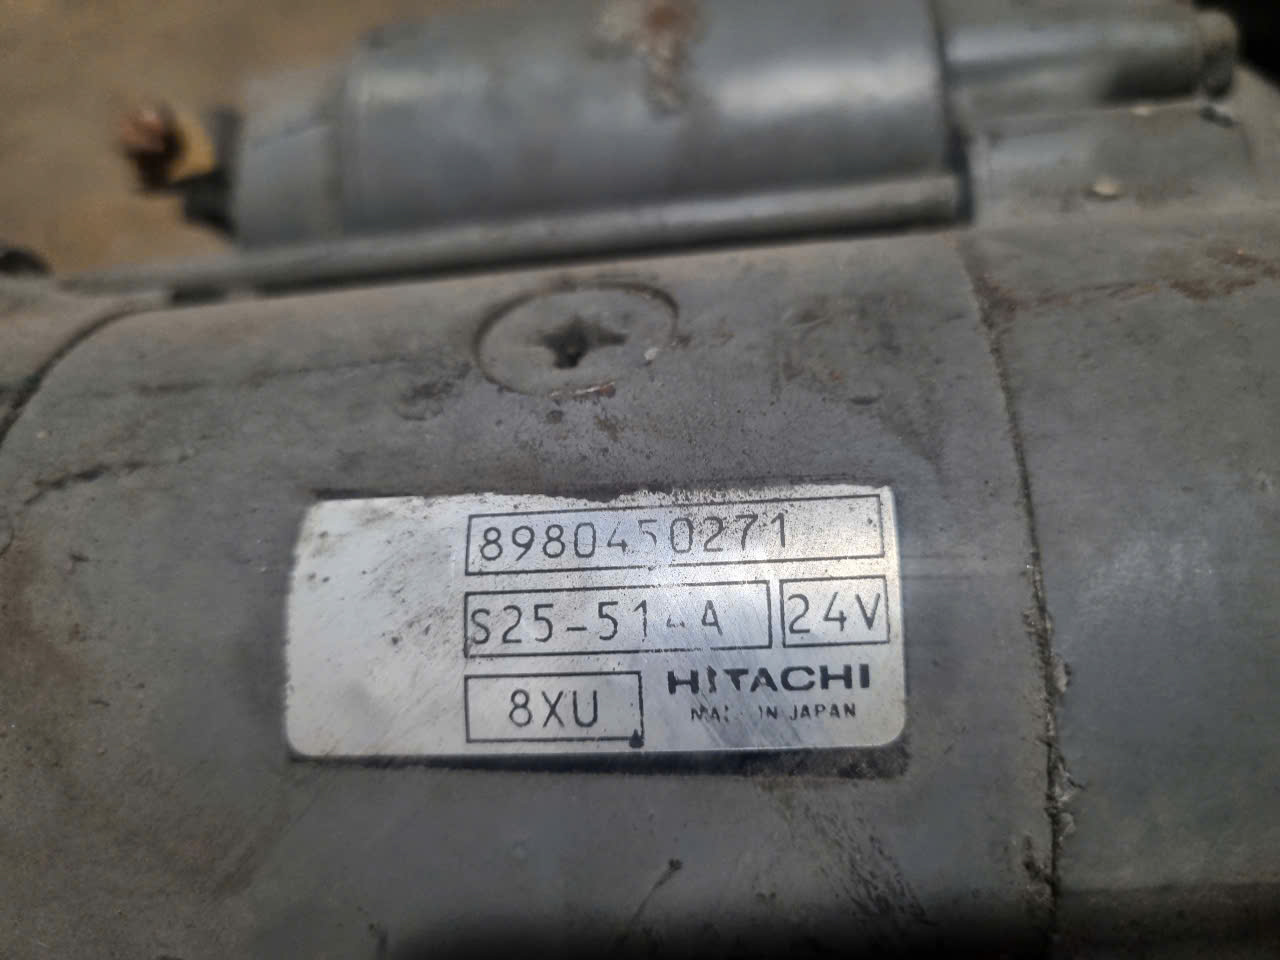 8980450271
S25-514A 24V
8XU HITACHI
MADE IN JAPAN